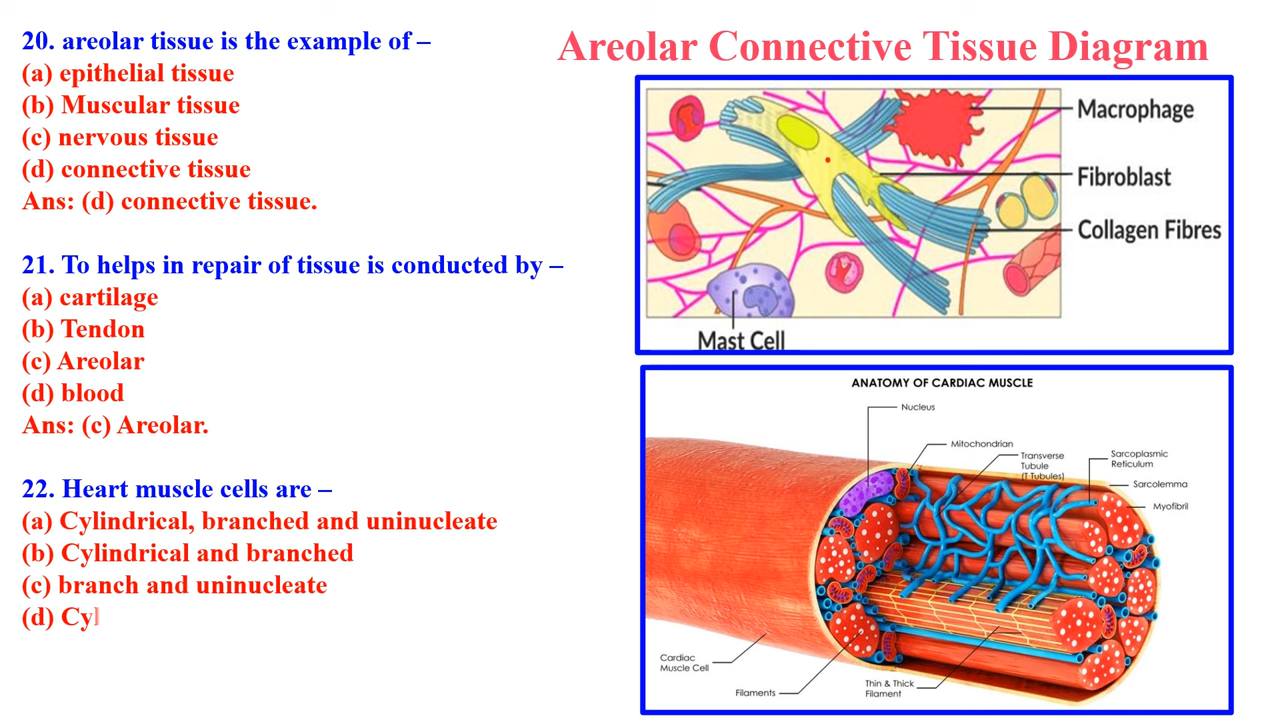 20. areolar tissue is the example of –
(a) epithelial tissue
(b) Muscular tissue
(c) nervous tissue
(d) connective tissue
Ans: (d) connective tissue.
21. To helps in repair of tissue is conducted by –
(a) cartilage
(b) Tendon
(c) Areolar
(d) blood
Ans: (c) Areolar.
22. Heart muscle cells are –
(a) Cylindrical, branched and uninucleate
(b) Cylindrical and branched
(c) branch and uninucleate
(d) Cyl
Areolar Connective Tissue Diagram
Macrophage
Fibroblast
Collagen Fibres
Mast Cell
ANATOMY OF CARDIAC MUSCLE
Nucleus
Mitochondrian
Transverse
Tubule
(T Tubules)
Sarcoplasmic
Reticulum
Sarcolemma
Myofibril
Cardiac
Muscle Cell
Filaments
Thin & Thick
Filament